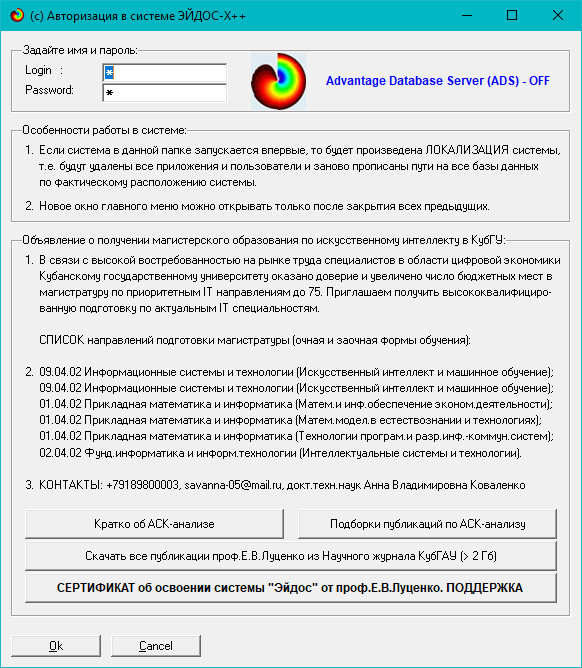 (c) Авторизация в системе ЭЙДОС-X++
Задайте имя и пароль:
Login :
*
Password:
*
Advantage Database Server (ADS) - OFF
Особенности работы в системе:
1. Если система в данной папке запускается впервые, то будет произведена ЛОКАЛИЗАЦИЯ системы,
т.е. будут удалены все приложения и пользователи и заново прописаны пути на все базы данных
по фактическому расположению системы.
2. Новое окно главного меню можно открывать только после закрытия всех предыдущих.
Объявление о получении магистерского образования по искусственному интеллекту в КубГУ:
1. В связи с высокой востребованностью на рынке труда специалистов в области цифровой экономики
Кубанскому государственному университету оказано доверие и увеличено число бюджетных мест в
магистратуру по приоритетным IT направлениям до 75. Приглашаем получить высококвалифициро-
ванную подготовку по актуальным IT специальностям.
СПИСОК направлений подготовки магистратуры (очная и заочная формы обучения):
2. 09.04.02 Информационные системы и технологии (Искусственный интеллект и машинное обучение);
09.04.02 Информационные системы и технологии (Искусственный интеллект и машинное обучение);
01.04.02 Прикладная математика и информатика (Матем.и инф.обеспечение эконом.деятельности);
01.04.02 Прикладная математика и информатика (Матем.модел.в естествознании и технологиях);
01.04.02 Прикладная математика и информатика (Технологии програм.и разр.инф.-коммун.систем);
02.04.02 Фунд.информатика и информ.технологии (Интеллектуальные системы и технологии).
3. КОНТАКТЫ: +79189800003, savanna-05@mail.ru, докт.техн.наук Анна Владимировна Коваленко
Кратко об АСК-анализе
Подборки публикаций по АСК-анализу
Скачать все публикации проф.Е.В.Луценко из Научного журнала КубГАУ (> 2 Гб)
СЕРТИФИКАТ об освоении системы "Эйдос" от проф.Е.В.Луценко. ПОДДЕРЖКА
Ok
Cancel